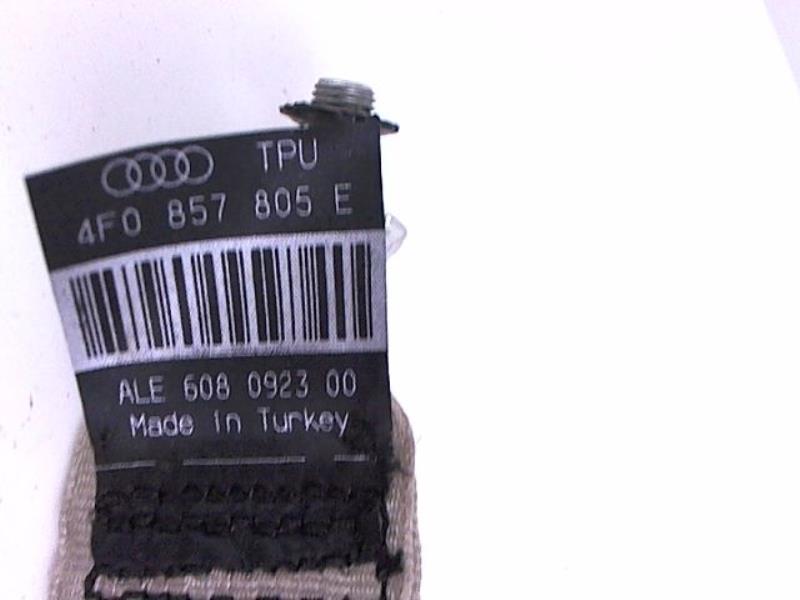 TPU
4F0 857 805 E
ALE 608 0923 00
Made in Turkey